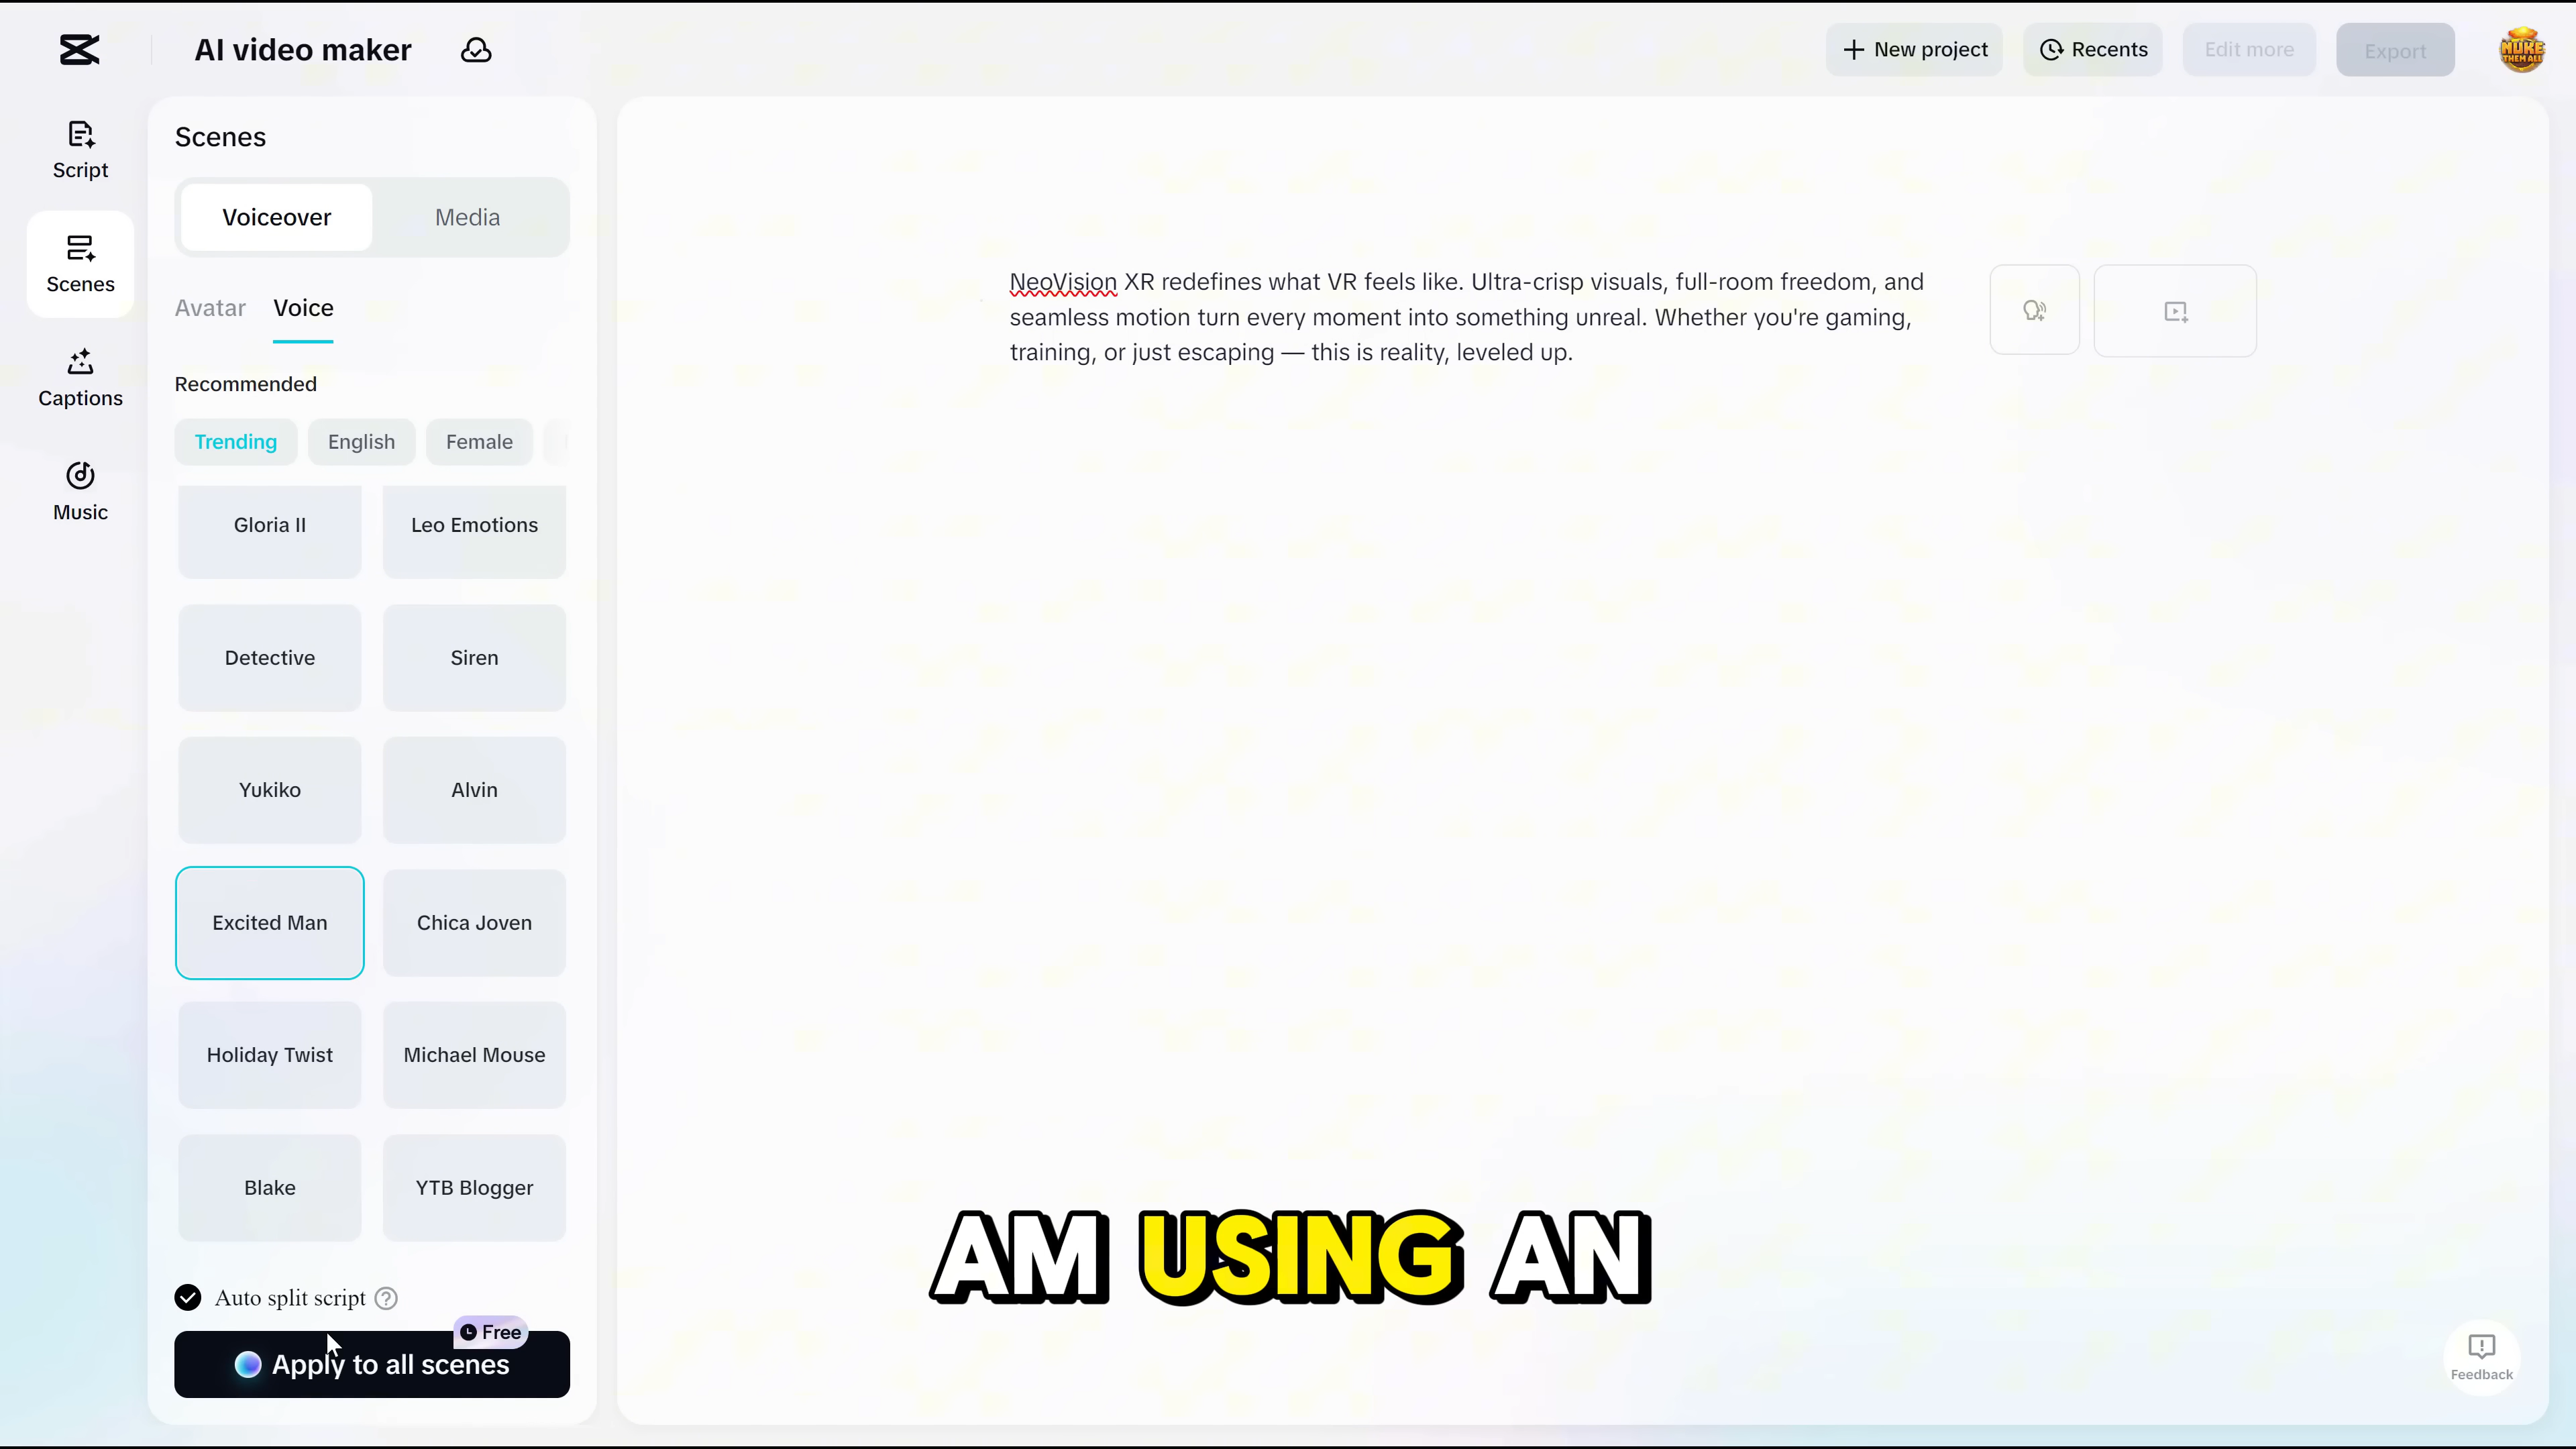 AI video maker
New project
Recents
Edit more
Export
NUKE
THEM ALL
Script
Scenes
Captions
Music
Scenes
Voiceover
Media
Avatar
Voice
Recommended
Trending
English
Female
Gloria II
Leo Emotions
Detective
Siren
Yukiko
Alvin
Excited Man
Chica Joven
Holiday Twist
Michael Mouse
Blake
YTB Blogger
Auto split script
Free
Apply to all scenes
NeoVision XR redefines what VR feels like. Ultra-crisp visuals, full-room freedom, and
seamless motion turn every moment into something unreal. Whether you're gaming,
training, or just escaping — this is reality, leveled up.
AM USING AN
Feedback